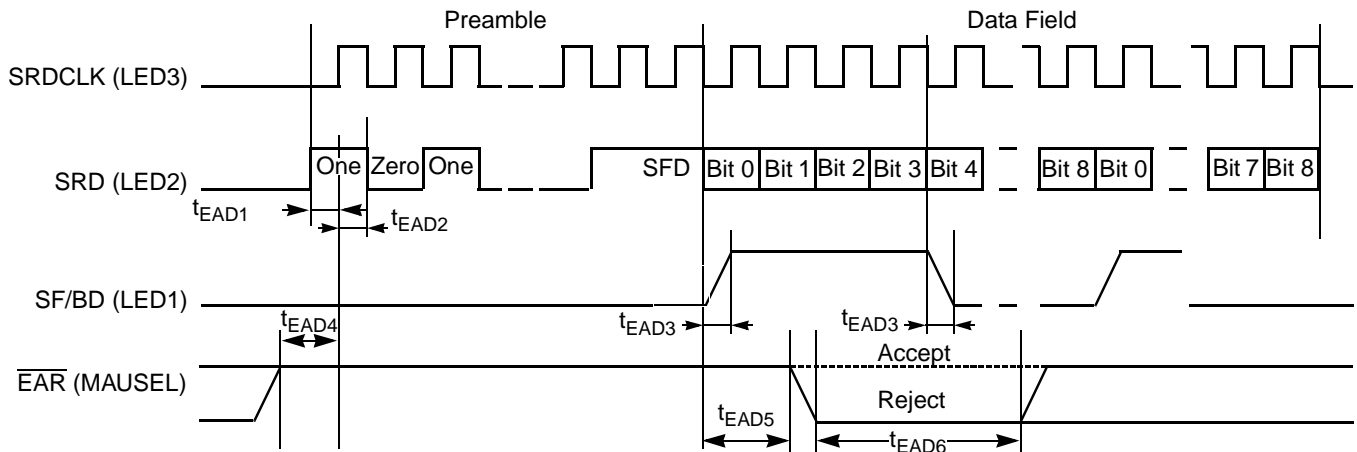 Preamble Data Field
SRDCLK (LED3)
SRD (LED2) One Zero One SFD Bit 0 Bit 1 Bit 2 Bit 3 Bit 4 Bit 8 Bit 0 Bit 7 Bit 8
tEAD1 tEAD2
SF/BD (LED1)
tEAD4 tEAD3 tEAD3
EAR (MAUSEL) Accept
Reject
tEAD5 tEAD6